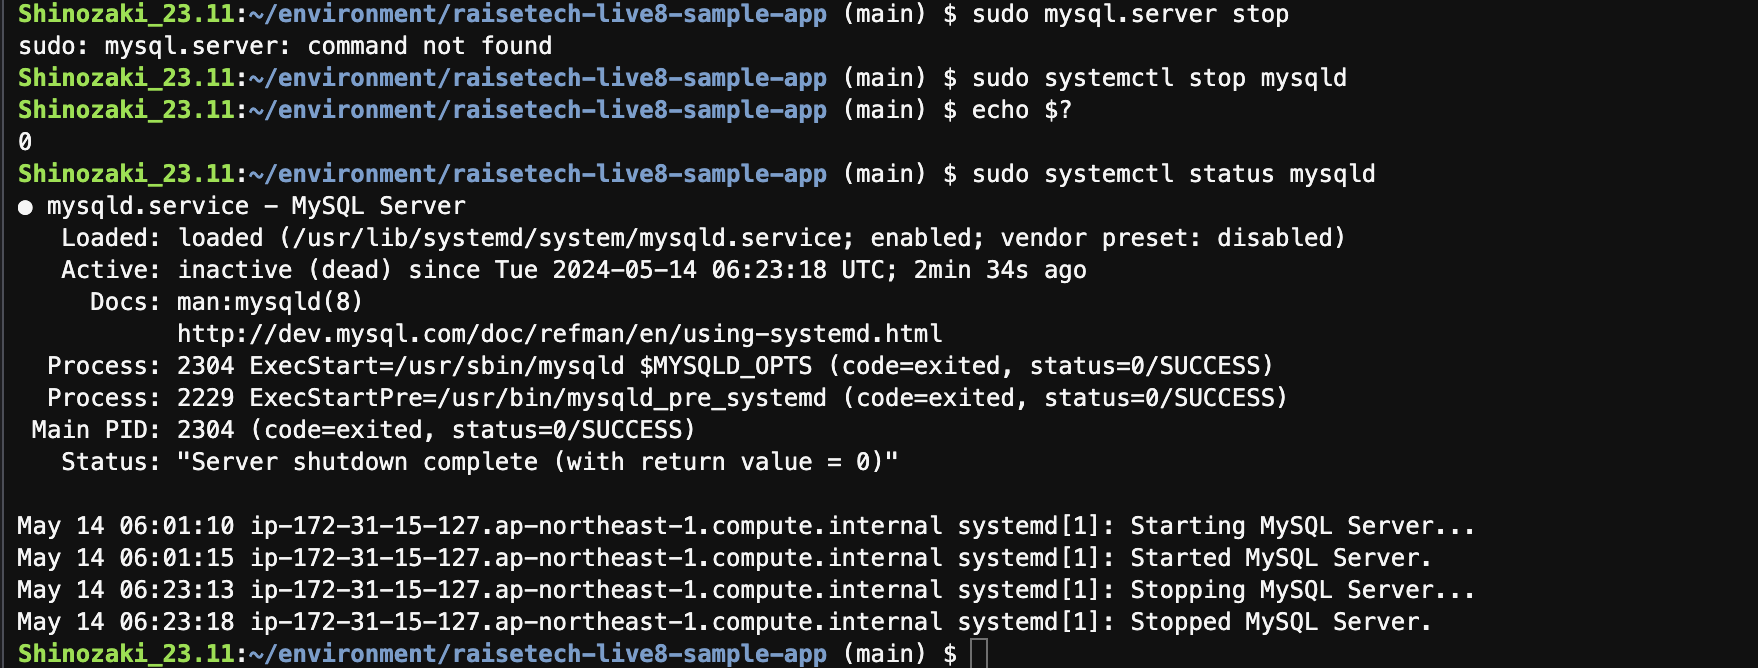 Shinozaki_23.11:~/environment/raisetech-live8-sample-app (main) $ sudo mysql.server stop
sudo: mysql.server: command not found
Shinozaki_23.11:~/environment/raisetech-live8-sample-app (main) $ sudo systemctl stop mysqld
Shinozaki_23.11:~/environment/raisetech-live8-sample-app (main) $ echo $?
0
Shinozaki_23.11:~/environment/raisetech-live8-sample-app (main) $ sudo systemctl status mysqld
● mysqld.service - MySQL Server
   Loaded: loaded (/usr/lib/systemd/system/mysqld.service; enabled; vendor preset: disabled)
   Active: inactive (dead) since Tue 2024-05-14 06:23:18 UTC; 2min 34s ago
     Docs: man:mysqld(8)
           http://dev.mysql.com/doc/refman/en/using-systemd.html
  Process: 2304 ExecStart=/usr/sbin/mysqld $MYSQLD_OPTS (code=exited, status=0/SUCCESS)
  Process: 2229 ExecStartPre=/usr/bin/mysqld_pre_systemd (code=exited, status=0/SUCCESS)
 Main PID: 2304 (code=exited, status=0/SUCCESS)
   Status: "Server shutdown complete (with return value = 0)"

May 14 06:01:10 ip-172-31-15-127.ap-northeast-1.compute.internal systemd[1]: Starting MySQL Server...
May 14 06:01:15 ip-172-31-15-127.ap-northeast-1.compute.internal systemd[1]: Started MySQL Server.
May 14 06:23:13 ip-172-31-15-127.ap-northeast-1.compute.internal systemd[1]: Stopping MySQL Server...
May 14 06:23:18 ip-172-31-15-127.ap-northeast-1.compute.internal systemd[1]: Stopped MySQL Server.
Shinozaki_23.11:~/environment/raisetech-live8-sample-app (main) $